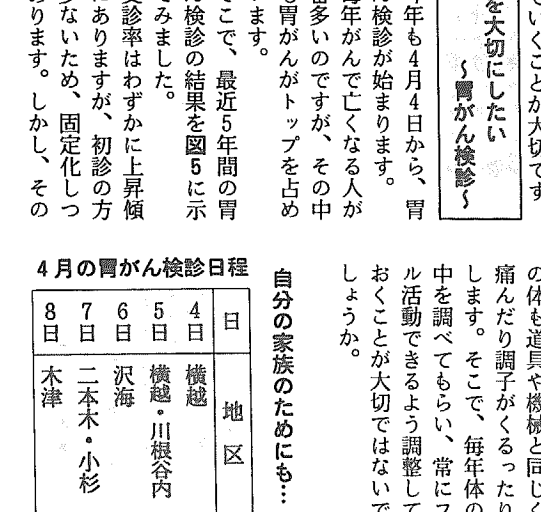 ていくことが大切です
を大切にしたい
～胃がん検診～
年も4月4日から、胃
検診が始まります。
毎年がんで亡くなる人が
番多いのですが、その中
も胃がんがトップを占め
います。
そこで、最近5年間の胃
検診の結果を図5に示
てみました。
受診率はわずかに上昇傾
にありますが、初診の方
少ないため、固定化しつ
あります。しかし、その
の体も道具や機械と同じく
痛んだり調子がくるったり
します。そこで、毎年体の
中を調べてもらい、常にフ
ル活動できるよう調整して
おくことが大切ではないで
しょうか。
自分の家族のためにも…
4月の胃がん検診日程
日 地区
4日 横越
5日 横越・川根谷内
6日 沢海
7日 二本木・小杉
8日 木津